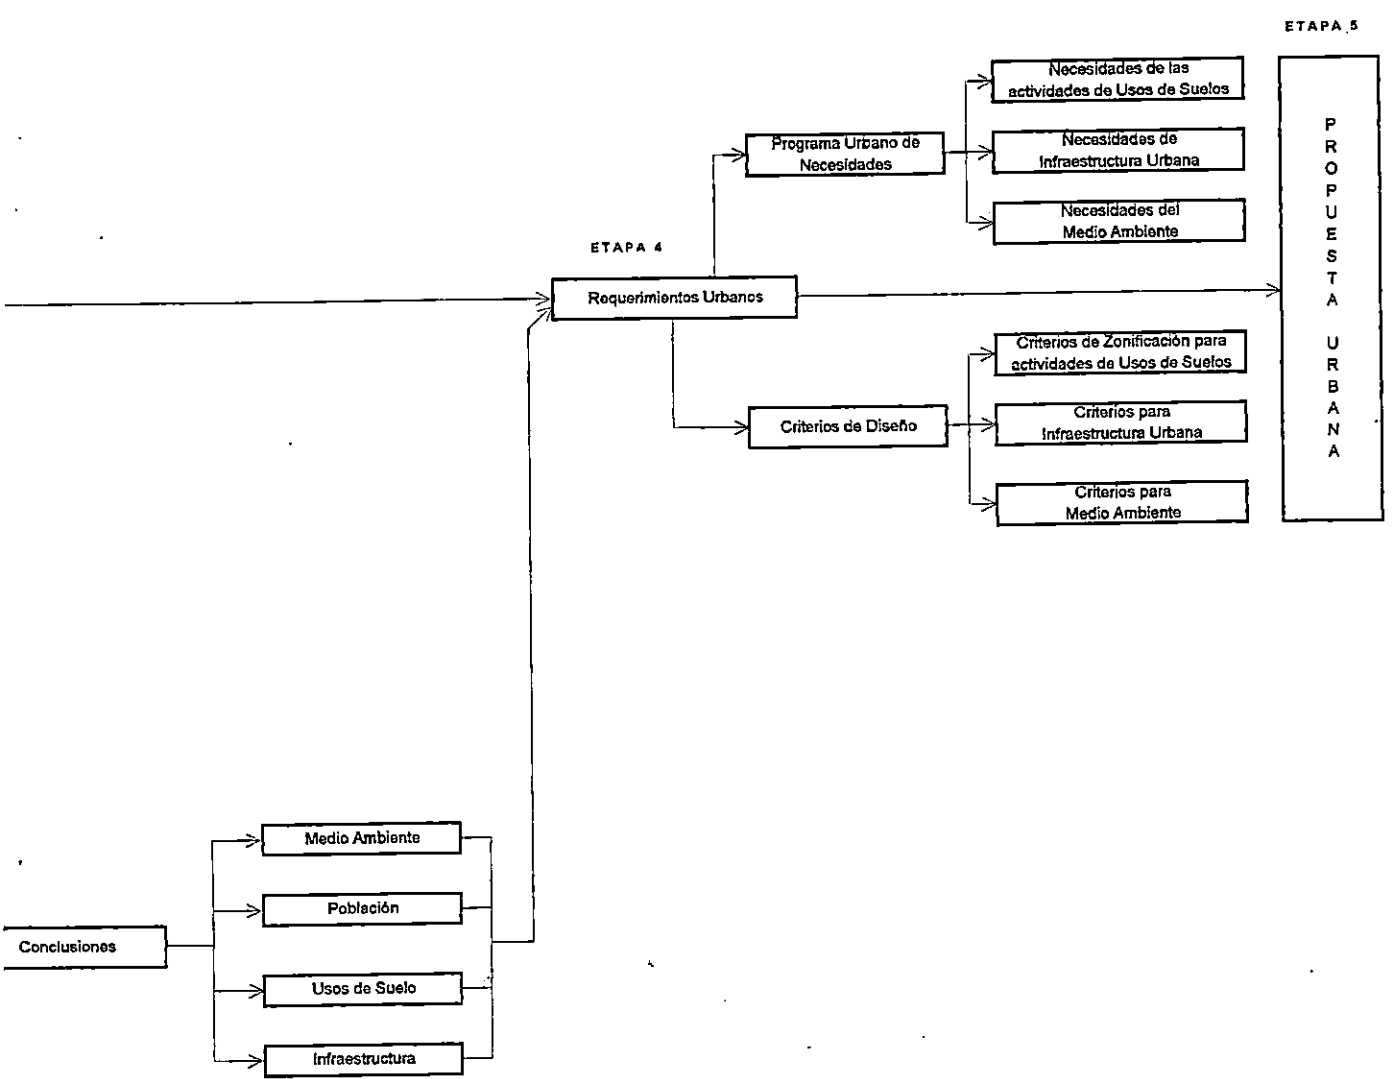 ETAPA 5
Necesidades de las
actividades de Usos de Suelos
Programa Urbano de
Necesidades
Necesidades de
Infraestructura Urbana
Necesidades del
Medio Ambiente
ETAPA 4
Requerimientos Urbanos
PROPUESTA URBANA
Criterios de Zonificación para
actividades de Usos de Suelos
Criterios de Diseño
Criterios para
Infraestructura Urbana
Criterios para
Medio Ambiente
Conclusiones
Medio Ambiente
Población
Usos de Suelo
Infraestructura